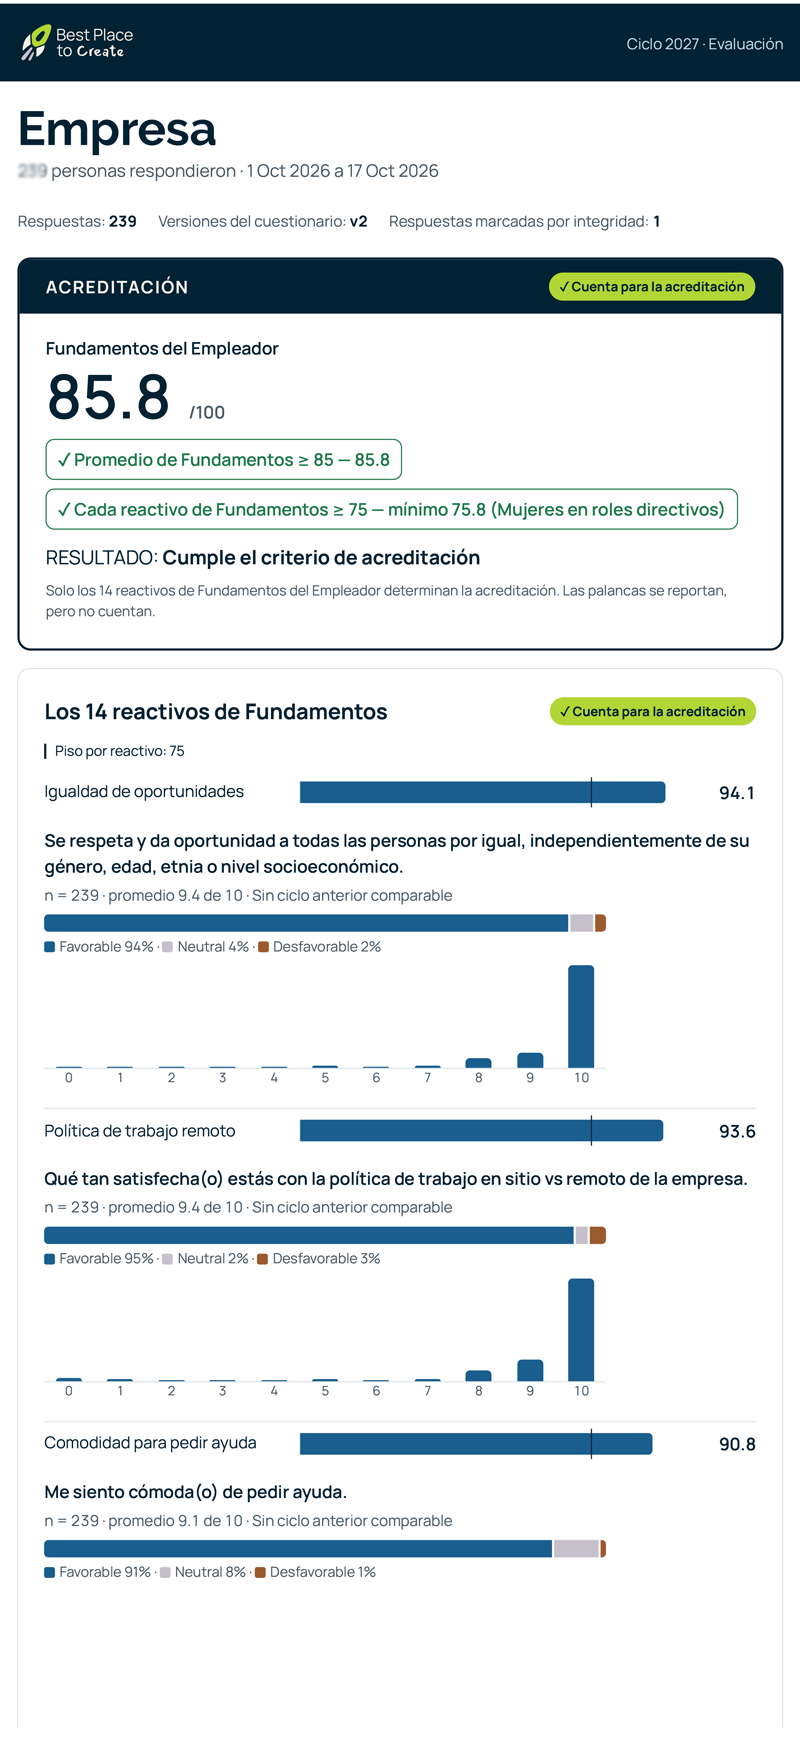 Best Place
to Create
Ciclo 2027 · Evaluación
Empresa
personas respondieron · 1 Oct 2026 a 17 Oct 2026
Respuestas: 239 Versiones del cuestionario: v2 Respuestas marcadas por integridad: 1
ACREDITACIÓN
✓ Cuenta para la acreditación
Fundamentos del Empleador
85.8 /100
✓ Promedio de Fundamentos ≥ 85 — 85.8
✓ Cada reactivo de Fundamentos ≥ 75 — mínimo 75.8 (Mujeres en roles directivos)
RESULTADO: Cumple el criterio de acreditación
Solo los 14 reactivos de Fundamentos del Empleador determinan la acreditación. Las palancas se reportan,
pero no cuentan.
Los 14 reactivos de Fundamentos
✓ Cuenta para la acreditación
Piso por reactivo: 75
Igualdad de oportunidades 94.1
Se respeta y da oportunidad a todas las personas por igual, independientemente de su
género, edad, etnia o nivel socioeconómico.
n = 239 · promedio 9.4 de 10 · Sin ciclo anterior comparable
Favorable 94% · Neutral 4% · Desfavorable 2%
0 1 2 3 4 5 6 7 8 9 10
Política de trabajo remoto 93.6
Qué tan satisfecha(o) estás con la política de trabajo en sitio vs remoto de la empresa.
n = 239 · promedio 9.4 de 10 · Sin ciclo anterior comparable
Favorable 95% · Neutral 2% · Desfavorable 3%
0 1 2 3 4 5 6 7 8 9 10
Comodidad para pedir ayuda 90.8
Me siento cómoda(o) de pedir ayuda.
n = 239 · promedio 9.1 de 10 · Sin ciclo anterior comparable
Favorable 91% · Neutral 8% · Desfavorable 1%